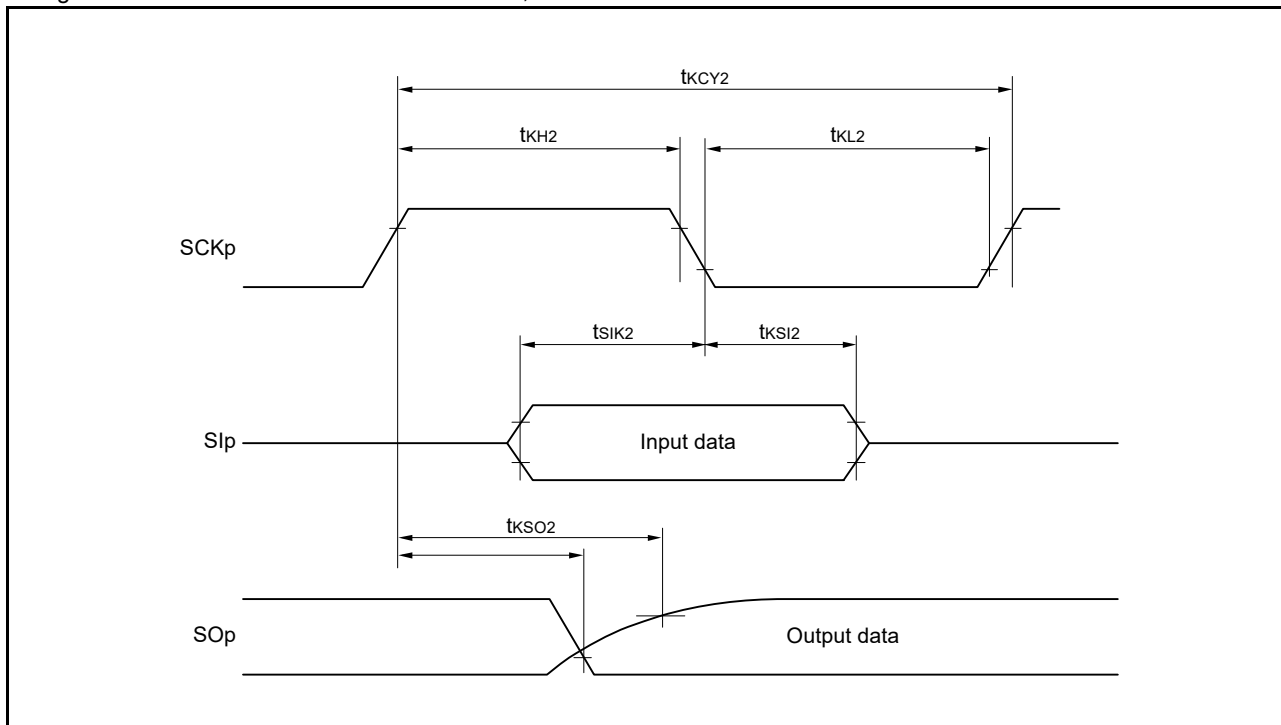 tKCY2
tKH2
tKL2
SCKp
tSIK2
tKSI2
SIp
Input data
tKSO2
SOp
Output data